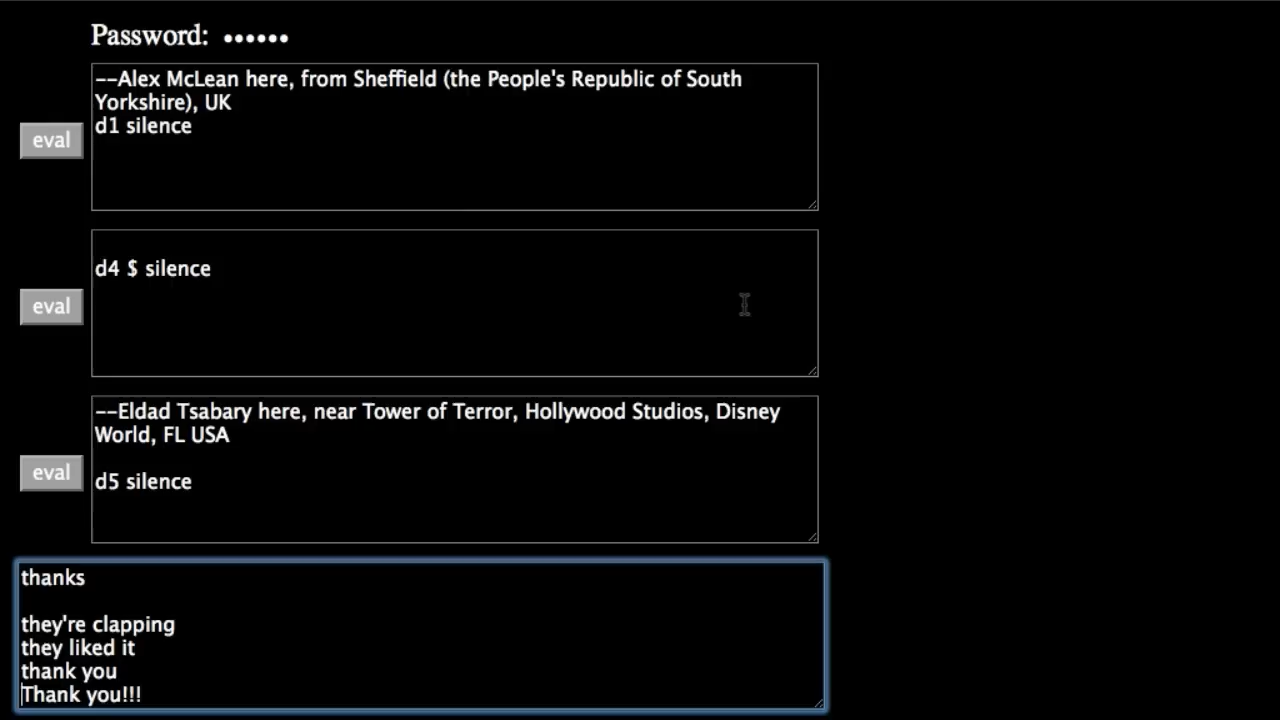 Password: ••••••
--Alex McLean here, from Sheffield (the People's Republic of South
Yorkshire), UK
d1 silence
eval
d4 $ silence
eval
--Eldad Tsabary here, near Tower of Terror, Hollywood Studios, Disney
World, FL USA
d5 silence
eval
thanks
they're clapping
they liked it
thank you
Thank you!!!